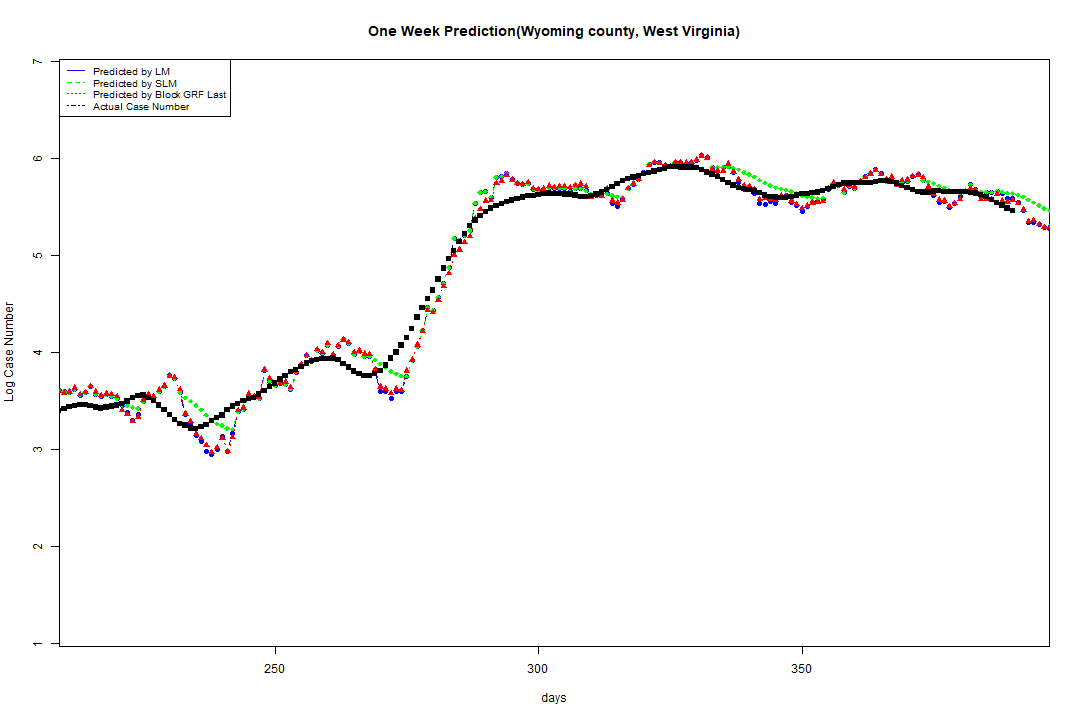 One Week Prediction(Wyoming county, West Virginia)
Predicted by LM
Predicted by SLM
Predicted by Block GRF Last
Actual Case Number
7
6
5
4
3
2
1
Log Case Number
250
300
350
days